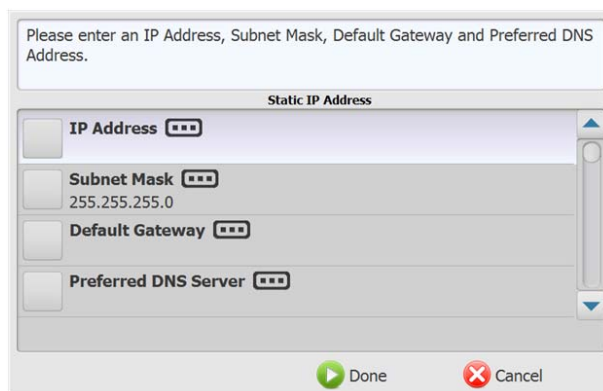 Please enter an IP Address, Subnet Mask, Default Gateway and Preferred DNS
Address.
Static IP Address
IP Address
Subnet Mask
255.255.255.0
Default Gateway
Preferred DNS Server
Done Cancel